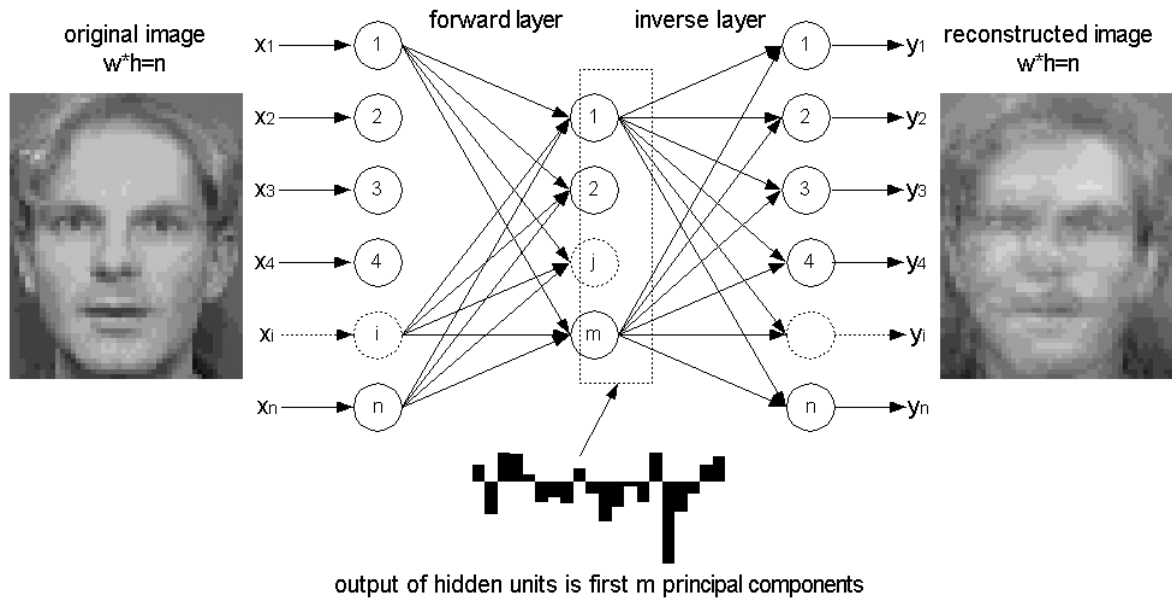 original image
w*h=n
forward layer
inverse layer
reconstructed image
w*h=n
x1
1
x2
2
x3
3
x4
4
xi
i
xn
n
1
2
j
m
1
y1
2
y2
3
y3
4
y4
yi
n
yn
output of hidden units is first m principal components